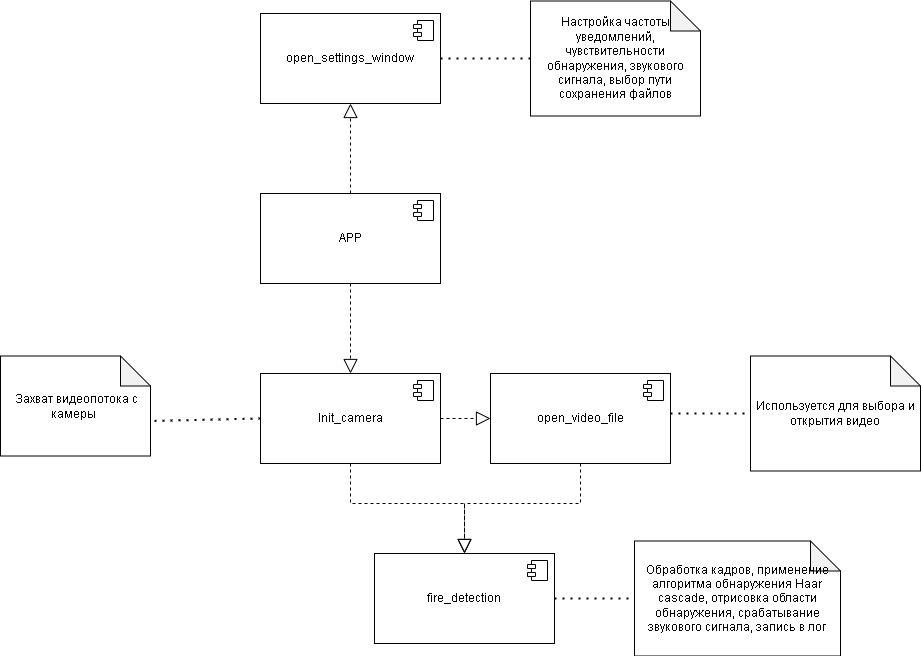 open_settings_window
Настройка частоты
уведомлений,
чувствительности
обнаружения, звукового
сигнала, выбор пути
сохранения файлов
APP
Захват видеопотока с
камеры
Init_camera
open_video_file
Используется для выбора и
открытия видео
fire_detection
Обработка кадров, применение
алгоритма обнаружения Haar
cascade, отрисовка области
обнаружения, срабатывание
звукового сигнала, запись в лог